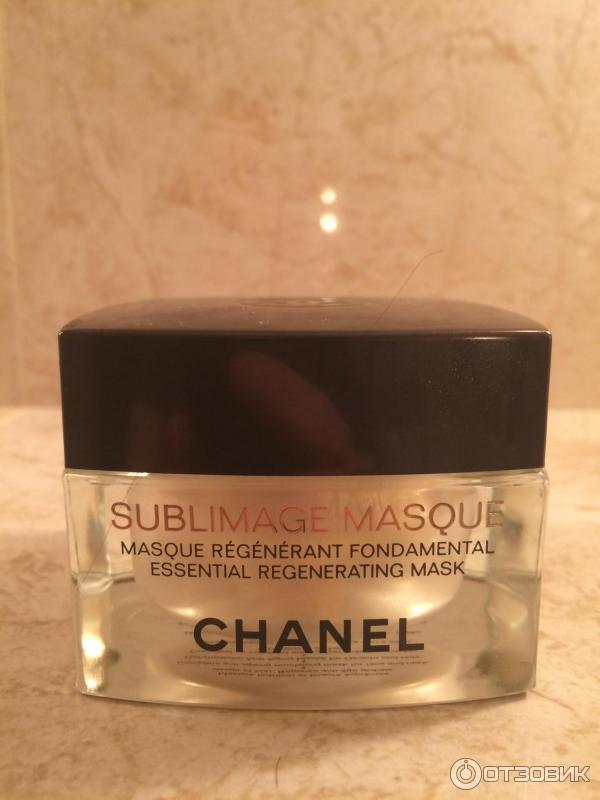 SUBLIMAGE MASQUE
MASQUE RÉGÉNÉRANT FONDAMENTAL
ESSENTIAL REGENERATING MASK
CHANEL
ОТЗОВИК